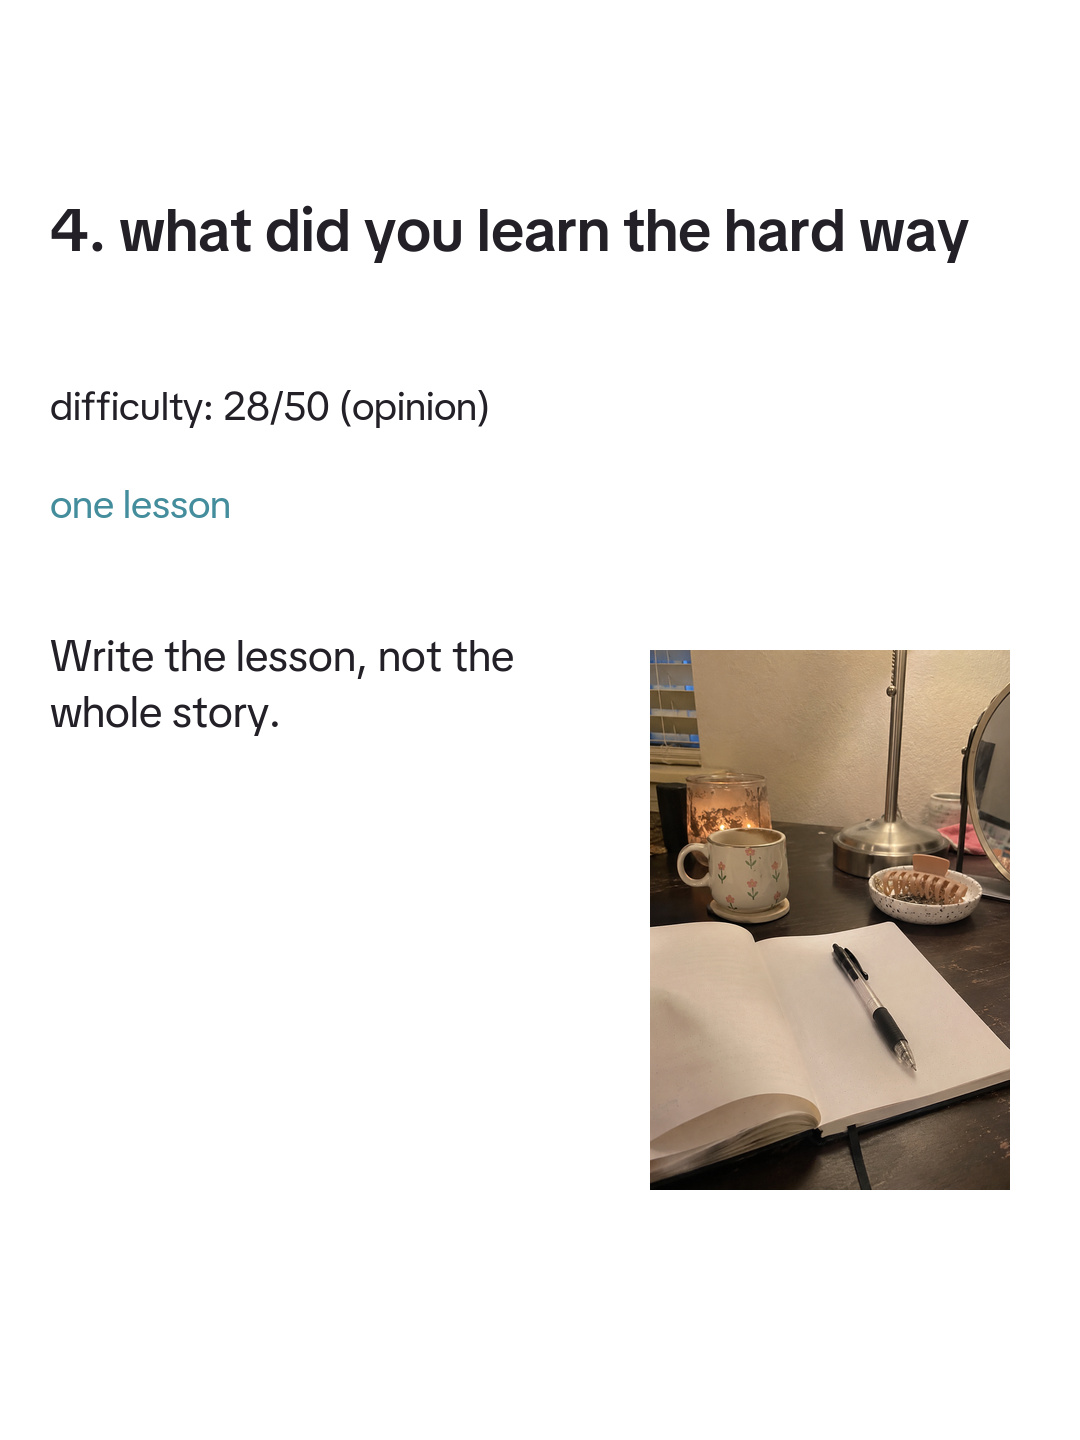 4. what did you learn the hard way
difficulty: 28/50 (opinion)
one lesson
Write the lesson, not the
whole story.